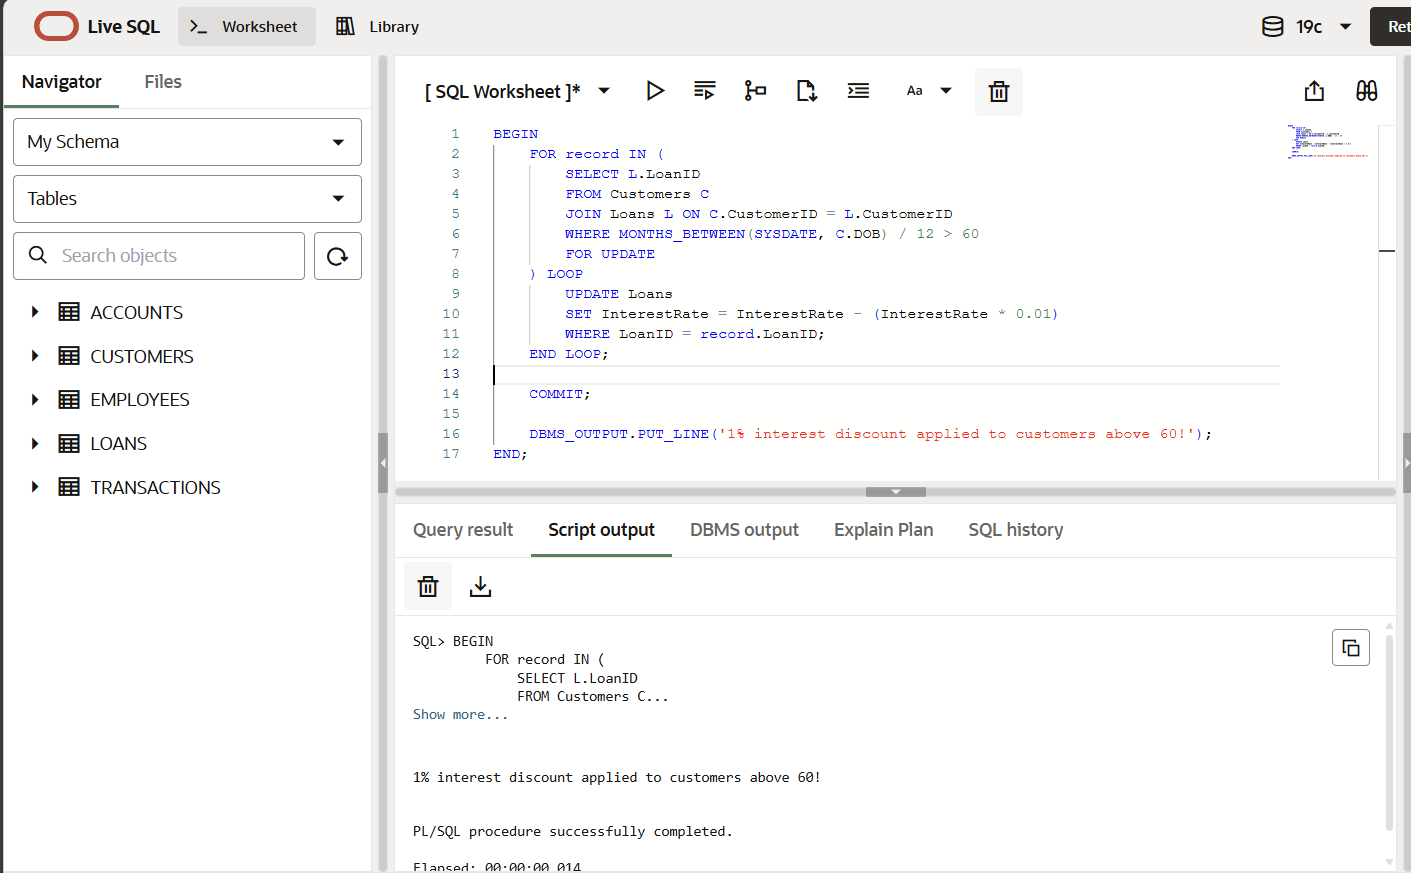 Live SQL
Worksheet
Library
19c
Ret
Navigator
Files
My Schema
Tables
Search objects
ACCOUNTS
CUSTOMERS
EMPLOYEES
LOANS
TRANSACTIONS
[ SQL Worksheet ]*
Aa
1 BEGIN
2 FOR record IN (
3 SELECT L.LoanID
4 FROM Customers C
5 JOIN Loans L ON C.CustomerID = L.CustomerID
6 WHERE MONTHS_BETWEEN(SYSDATE, C.DOB) / 12 > 60
7 FOR UPDATE
8 ) LOOP
9 UPDATE Loans
10 SET InterestRate = InterestRate - (InterestRate * 0.01)
11 WHERE LoanID = record.LoanID;
12 END LOOP;
13
14 COMMIT;
15
16 DBMS_OUTPUT.PUT_LINE('1% interest discount applied to customers above 60!');
17 END;
Query result
Script output
DBMS output
Explain Plan
SQL history
SQL> BEGIN
FOR record IN (
SELECT L.LoanID
FROM Customers C...
Show more...
1% interest discount applied to customers above 60!
PL/SQL procedure successfully completed.
Elapsed: 00:00:00.014